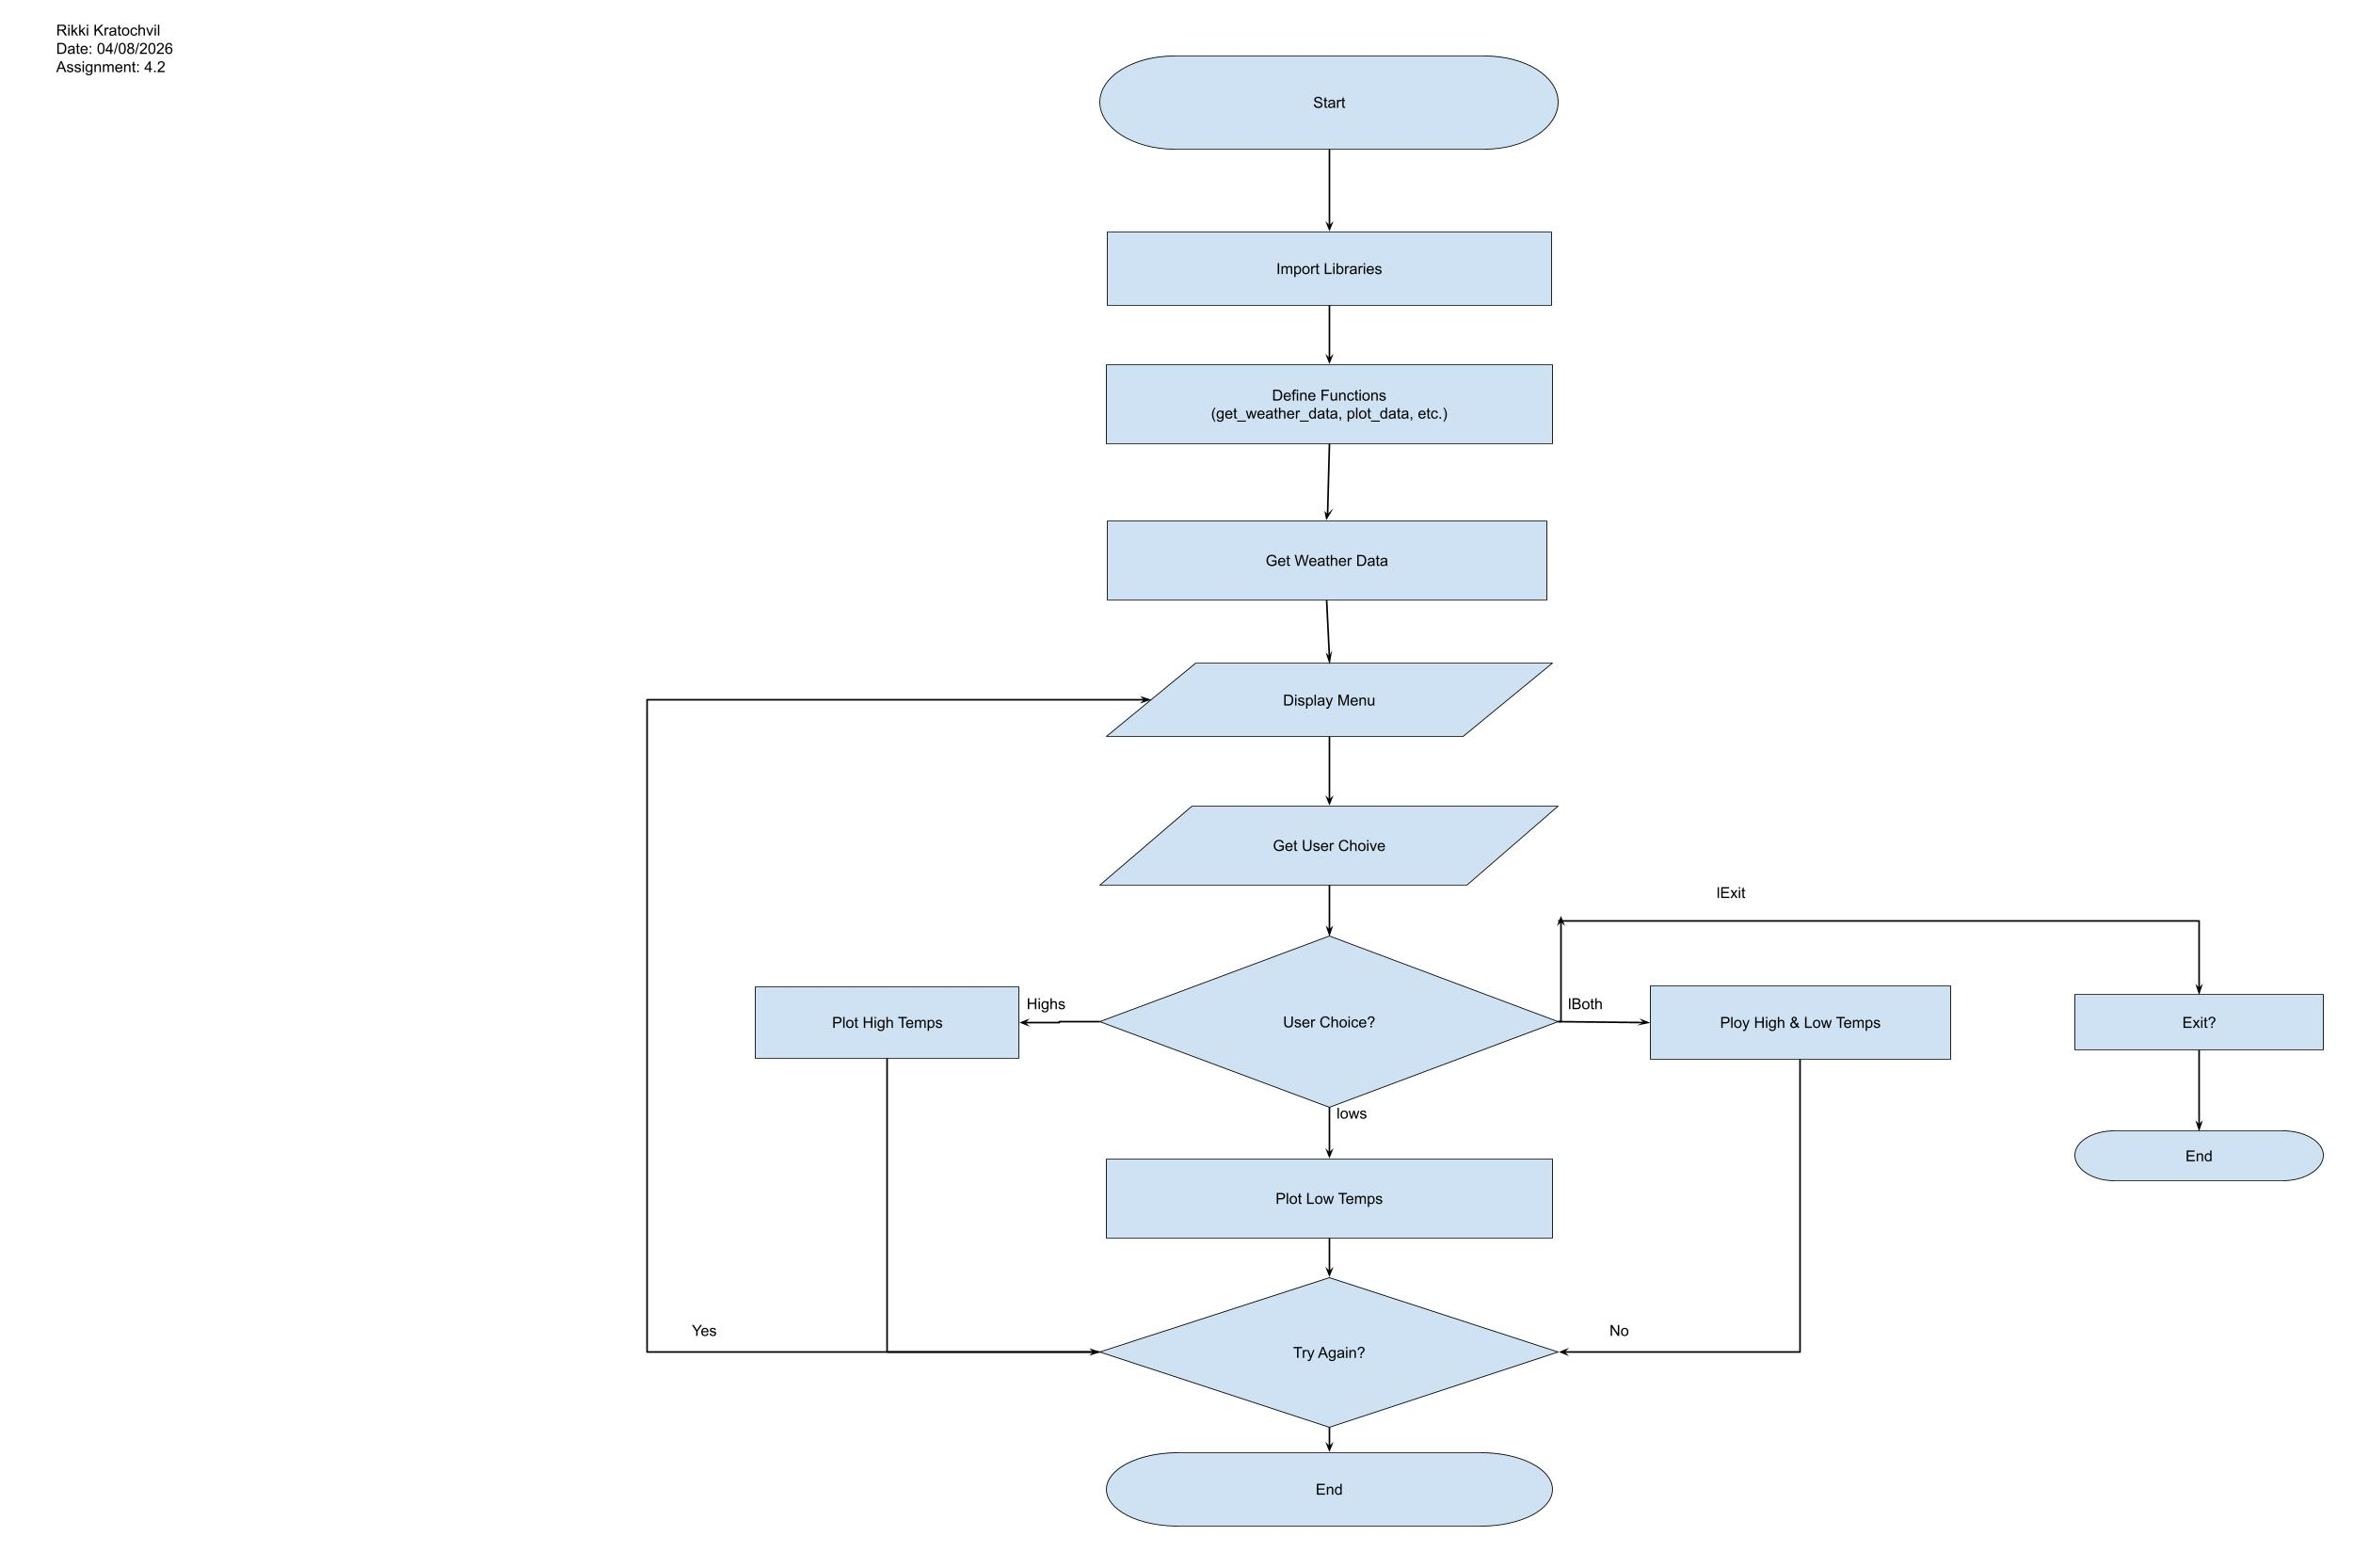 Rikki Kratochvil
Date: 04/08/2026
Assignment: 4.2
Start
Import Libraries
Define Functions
(get_weather_data, plot_data, etc.)
Get Weather Data
Display Menu
Get User Choive
lExit
Highs
lBoth
Plot High Temps
User Choice?
Ploy High & Low Temps
Exit?
lows
End
Plot Low Temps
Yes
No
Try Again?
End